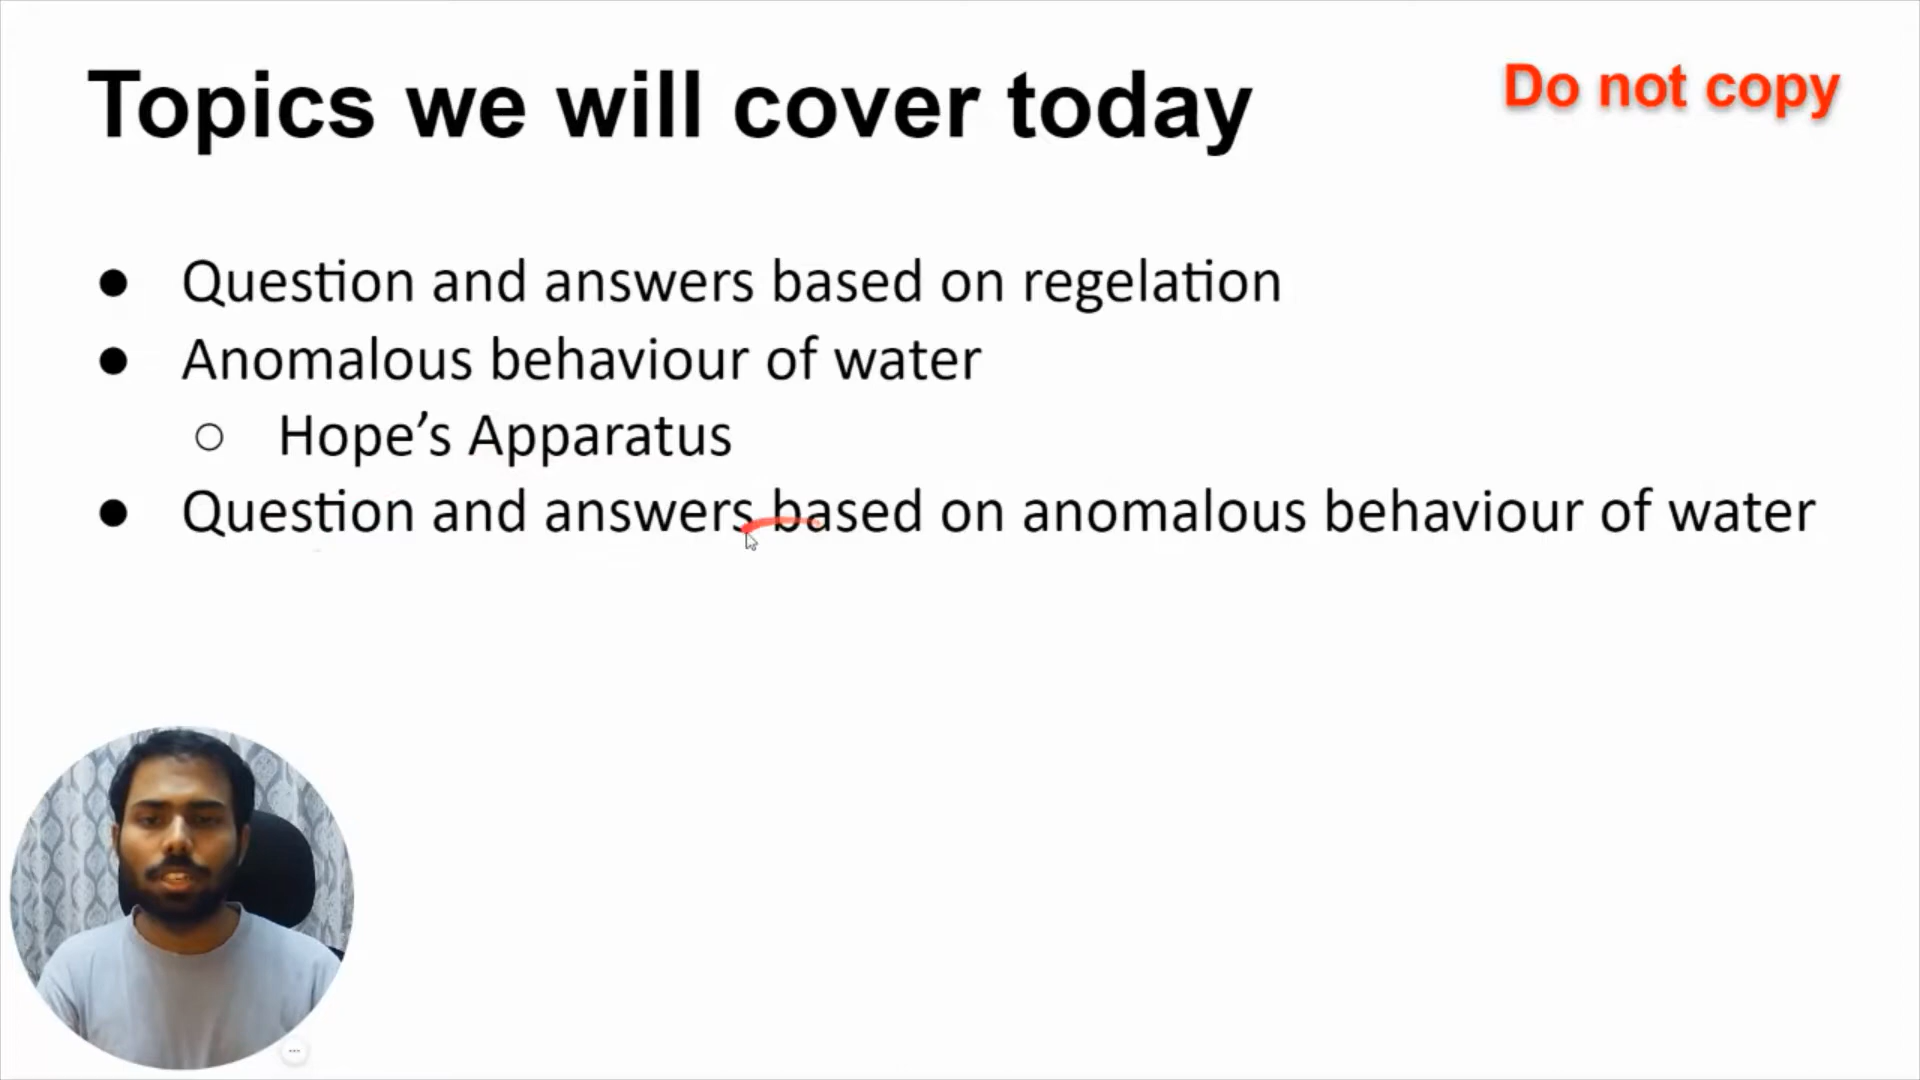 Topics we will cover today
Do not copy
● Question and answers based on regelation
● Anomalous behaviour of water
○ Hope’s Apparatus
● Question and answers based on anomalous behaviour of water